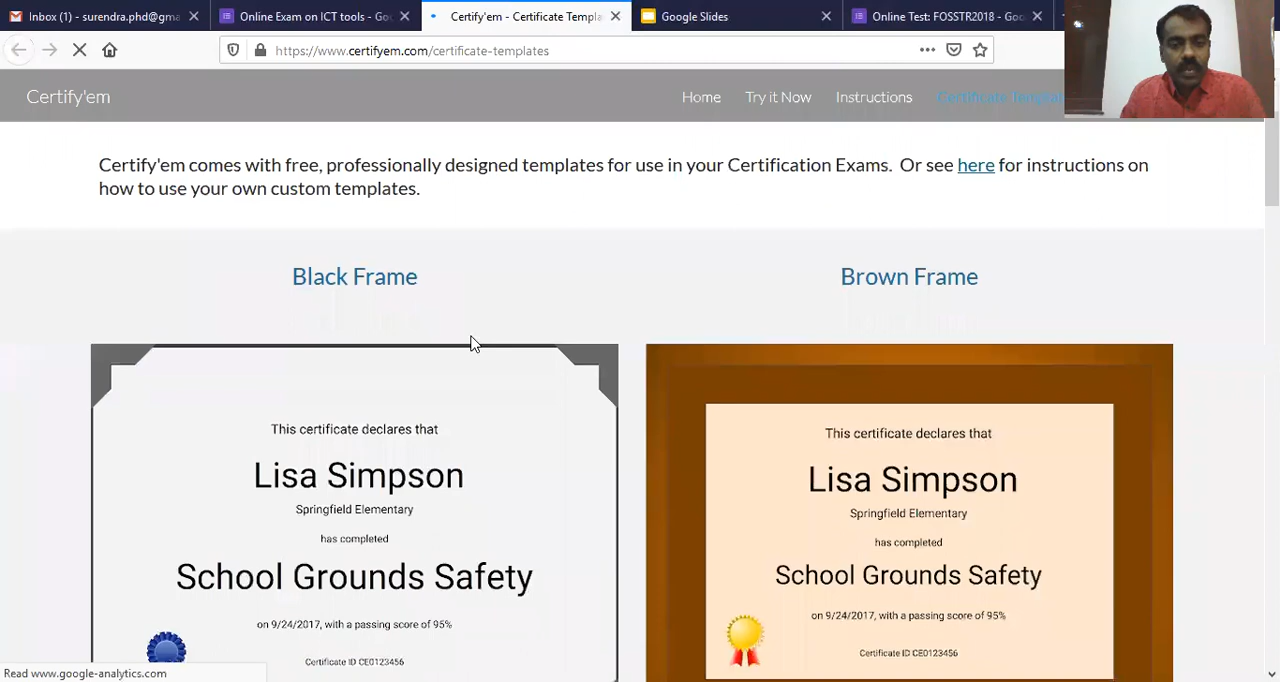 Inbox (1) - surendra.phd@gma
Online Exam on ICT tools - Goo
Certify'em - Certificate Templa
Google Slides
Online Test: FOSSTR2018 - Goo
https://www.certifyem.com/certificate-templates
Certify'em
Home
Try it Now
Instructions
Certificate Templat
Certify'em comes with free, professionally designed templates for use in your Certification Exams. Or see here for instructions on
how to use your own custom templates.
Black Frame
Brown Frame
This certificate declares that
Lisa Simpson
Springfield Elementary
has completed
School Grounds Safety
on 9/24/2017, with a passing score of 95%
Certificate ID CE0123456
This certificate declares that
Lisa Simpson
Springfield Elementary
has completed
School Grounds Safety
on 9/24/2017, with a passing score of 95%
Certificate ID CE0123456
Read www.google-analytics.com